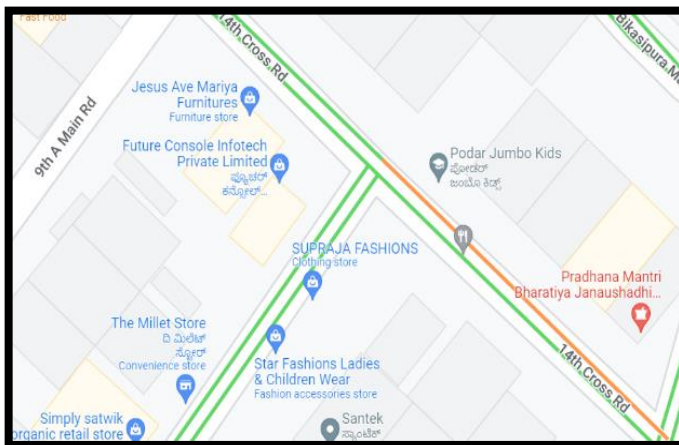 Fast Food
14th Cross Rd
Bikasipura Ma
Jesus Ave Mariya
Furnitures
Furniture store
9th A Main Rd
Future Console Infotech
Private Limited
ಫ್ಯೂಚರ್
ಕನ್ಸೋಲ್...
Podar Jumbo Kids
ಪೋಡರ್
ಜಂಬೊ ಕಿಡ್ಸ್
SUPRAJA FASHIONS
Clothing store
Pradhana Mantri
Bharatiya Janaushadhi...
The Millet Store
ದಿ ಮಿಲೆಟ್
ಸ್ಟೋರ್
Convenience store
Star Fashions Ladies
& Children Wear
Fashion accessories store
14th Cross Rd
Simply satwik
organic retail store
Santek
ಸ್ಯಾಂಟೆಕ್